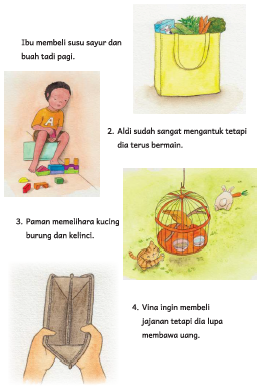 Ibu membeli susu sayur dan
buah tadi pagi.
2. Aldi sudah sangat mengantuk tetapi
dia terus bermain.
3. Paman memelihara kucing
burung dan kelinci.
4. Vina ingin membeli
jajanan tetapi dia lupa
membawa uang.